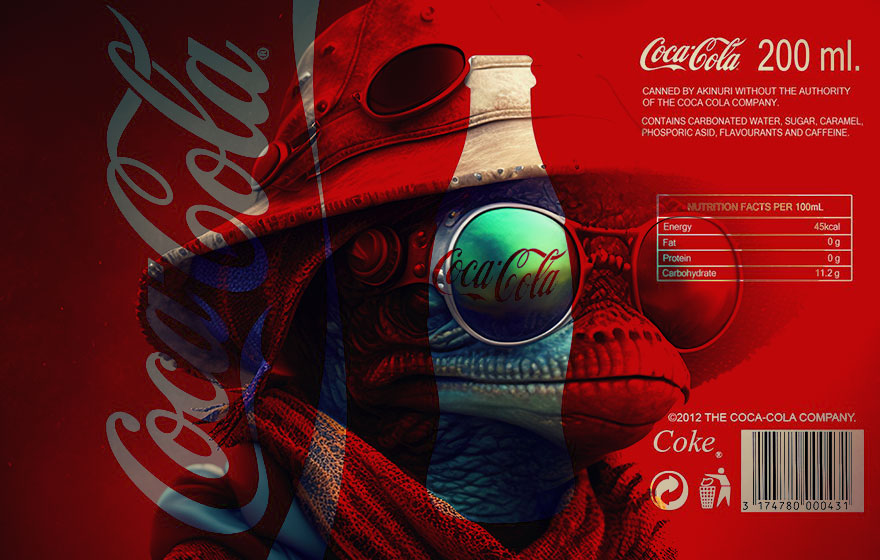 Coca-Cola ®
Coca-Cola 200 ml.
CANNED BY AKINURI WITHOUT THE AUTHORITY
OF THE COCA COLA COMPANY.
CONTAINS CARBONATED WATER, SUGAR, CARAMEL,
PHOSPORIC ASID, FLAVOURANTS AND CAFFEINE.
NUTRITION FACTS PER 100mL
Energy 45kcal
Fat 0 g
Protein 0 g
Carbohydrate 11.2 g
Coca-Cola
©2012 THE COCA-COLA COMPANY.
Coke ®
3 174780 000431